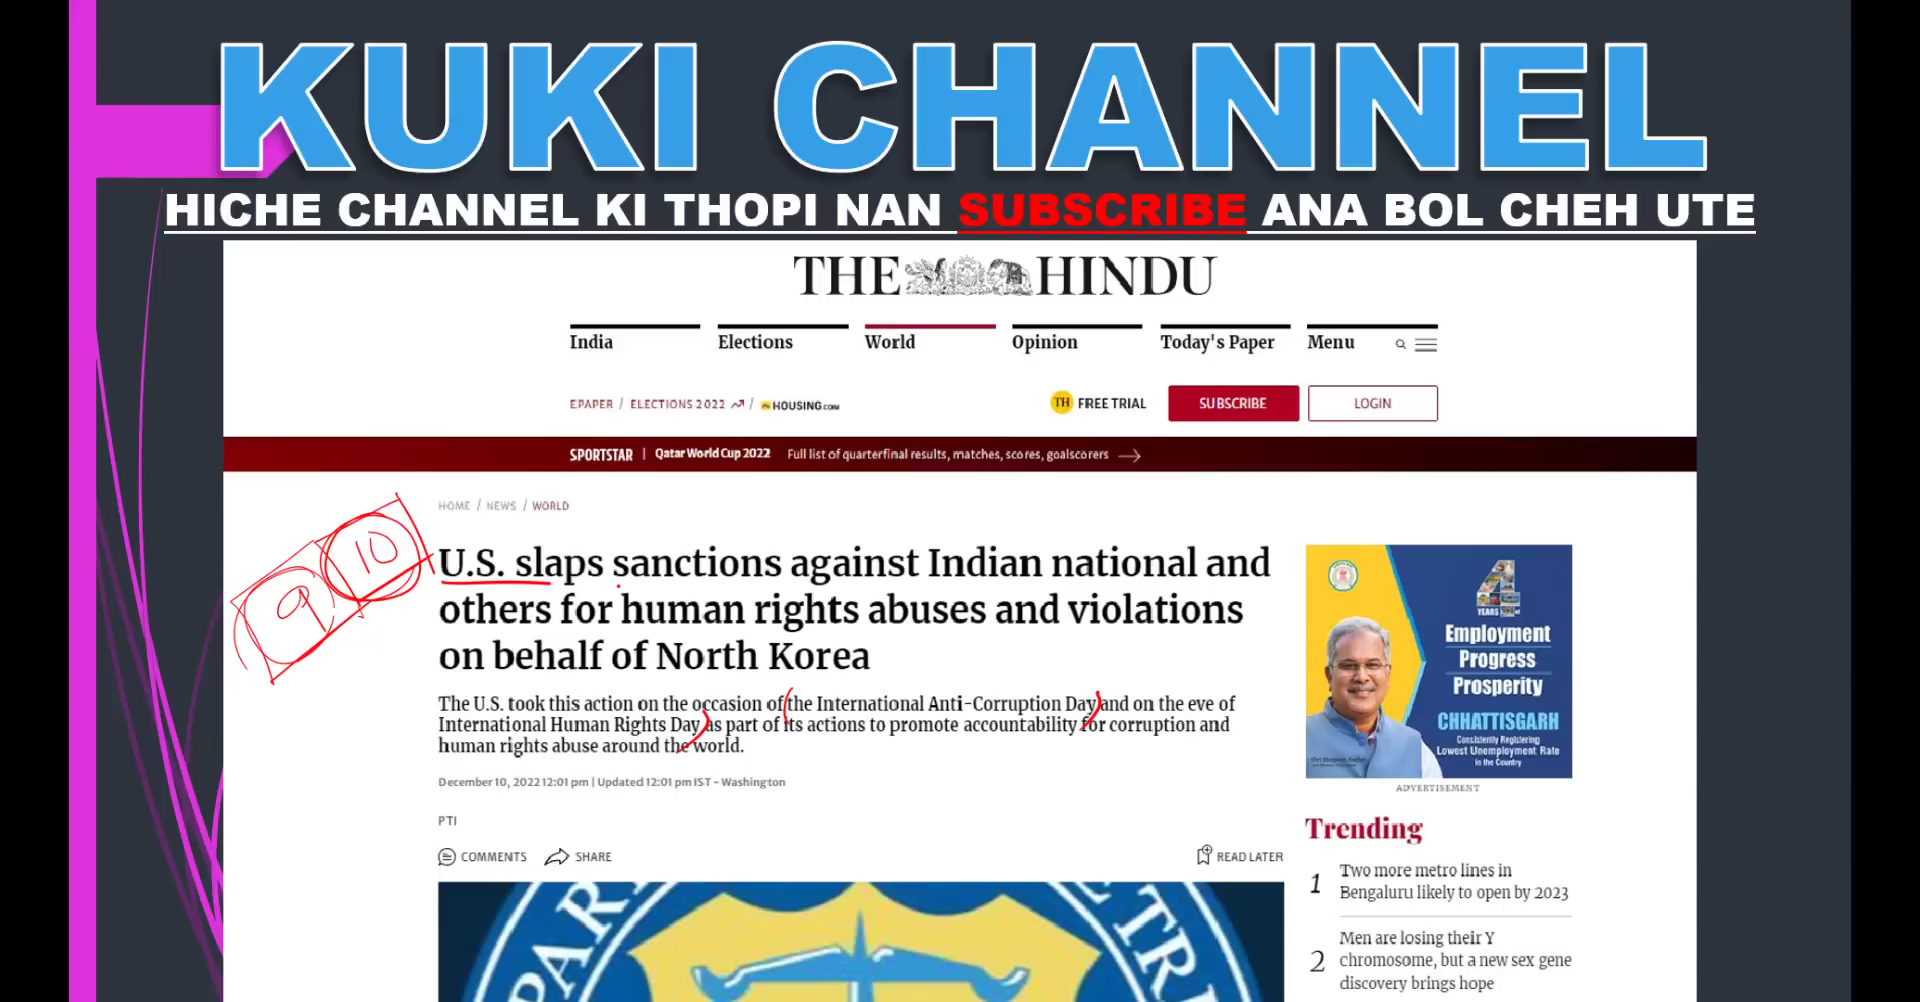 KUKI CHANNEL
HICHE CHANNEL KI THOPI NAN SUBSCRIBE ANA BOL CHEH UTE
THE HINDU
India Elections World Opinion Today's Paper Menu
EPAPER / ELECTIONS 2022 / HOUSING.COM TH FREE TRIAL SUBSCRIBE LOGIN
SPORTSTAR | Qatar World Cup 2022 Full list of quarterfinal results, matches, scores, goalscorers
HOME / NEWS / WORLD
9 10
U.S. slaps sanctions against Indian national and
others for human rights abuses and violations
on behalf of North Korea
The U.S. took this action on the occasion of the International Anti-Corruption Day and on the eve of
International Human Rights Day as part of its actions to promote accountability for corruption and
human rights abuse around the world.
December 10, 2022 12:01 pm | Updated 12:01 pm IST - Washington
PTI
COMMENTS SHARE READ LATER
4
YEARS
Employment
Progress
Prosperity
CHHATTISGARH
Consistently Registering
Lowest Unemployment Rate
in the Country
ADVERTISEMENT
Trending
1 Two more metro lines in
Bengaluru likely to open by 2023
2 Men are losing their Y
chromosome, but a new sex gene
discovery brings hope